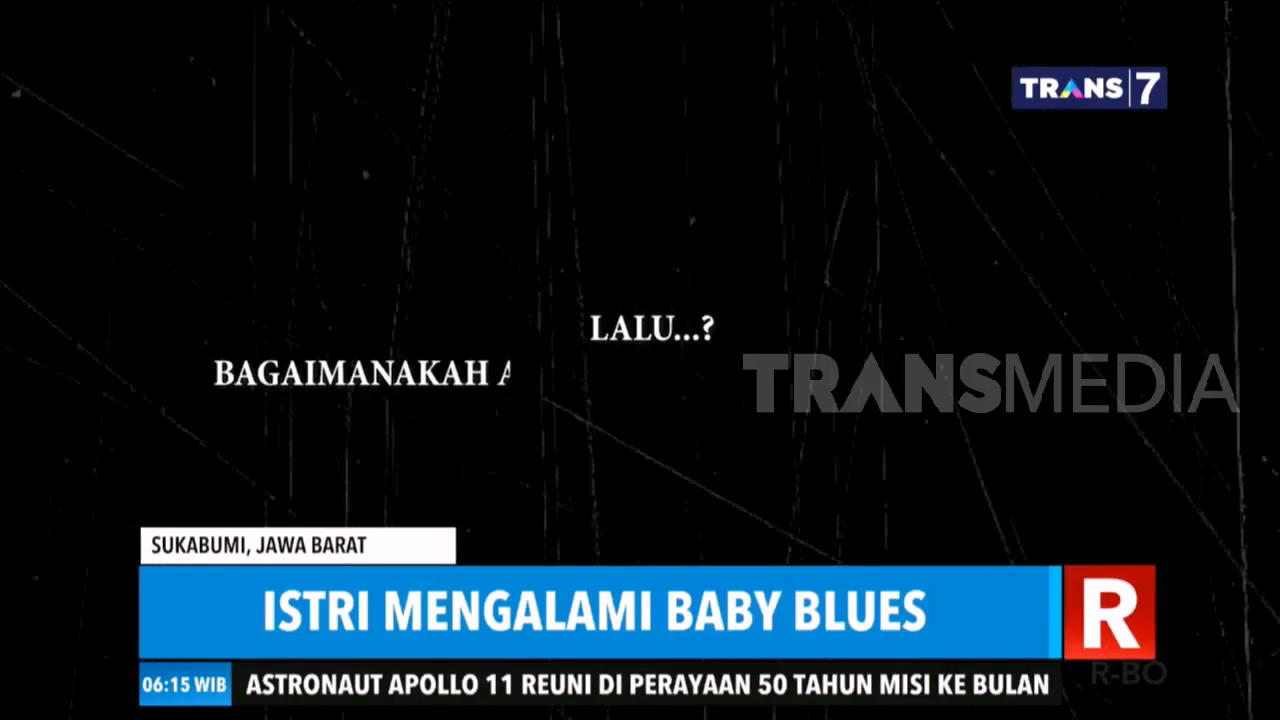 TRANS 7
LALU...?
BAGAIMANAKAH
TRANSMEDIA
SUKABUMI, JAWA BARAT
ISTRI MENGALAMI BABY BLUES
R
R-BO
06:15 WIB
ASTRONAUT APOLLO 11 REUNI DI PERAYAAN 50 TAHUN MISI KE BULAN